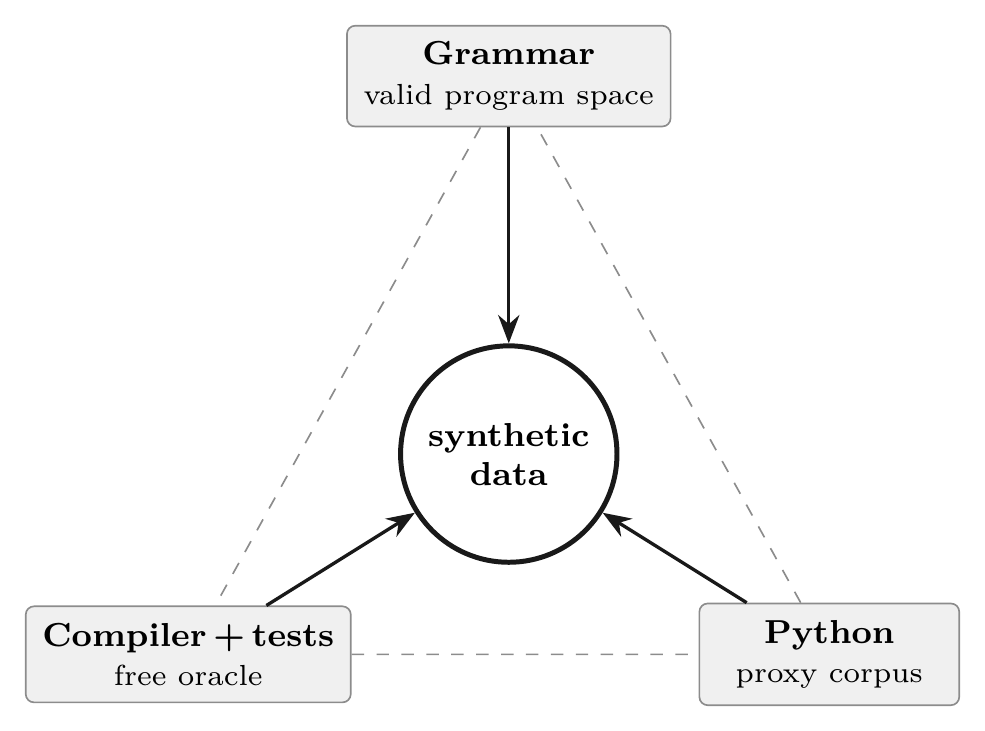 Grammar
valid program space
synthetic
data
Compiler + tests
free oracle
Python
proxy corpus